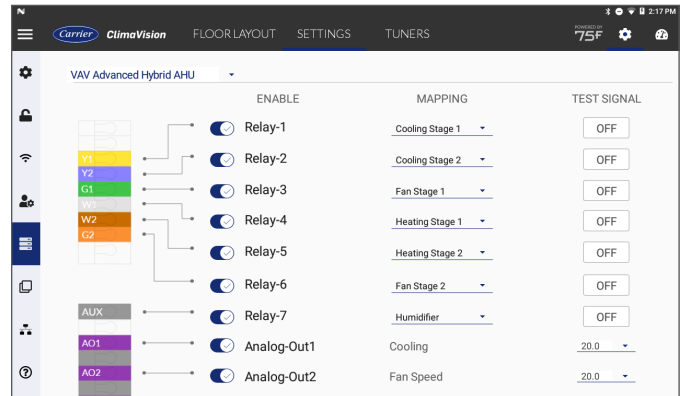 N 2:17 PM
Carrier ClimaVision FLOOR LAYOUT SETTINGS TUNERS POWERED BY 75F
VAV Advanced Hybrid AHU
ENABLE MAPPING TEST SIGNAL
Relay-1 Cooling Stage 1 OFF
Y1 Relay-2 Cooling Stage 2 OFF
Y2
G1 Relay-3 Fan Stage 1 OFF
W1
W2 Relay-4 Heating Stage 1 OFF
G2
Relay-5 Heating Stage 2 OFF
Relay-6 Fan Stage 2 OFF
AUX Relay-7 Humidifier OFF
AO1 Analog-Out1 Cooling 20.0
AO2 Analog-Out2 Fan Speed 20.0